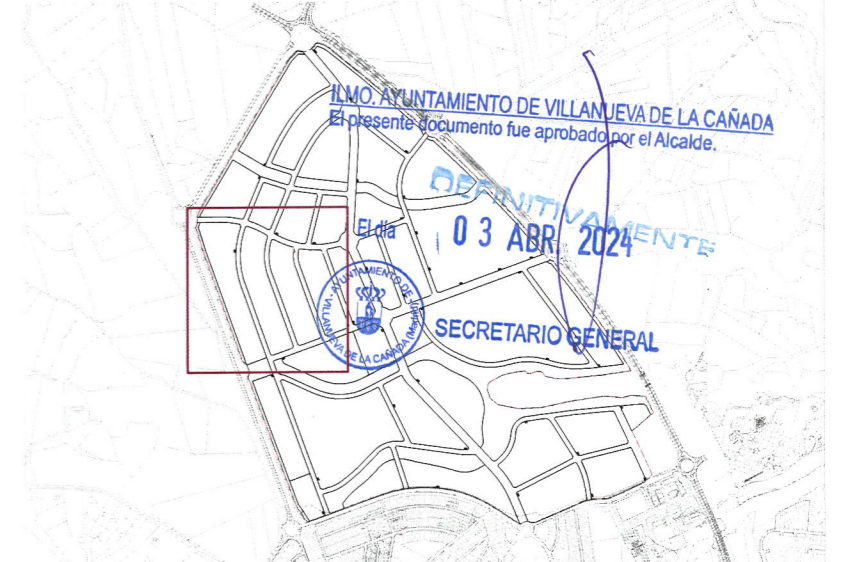 ILMO. AYUNTAMIENTO DE VILLANUEVA DE LA CAÑADA
El presente documento fue aprobado por el Alcalde.
DEFINITIVAMENTE
El día
03 ABR. 2024
AYUNTAMIENTO DE
VILLANUEVA DE LA CAÑADA (Madrid)
SECRETARIO GENERAL